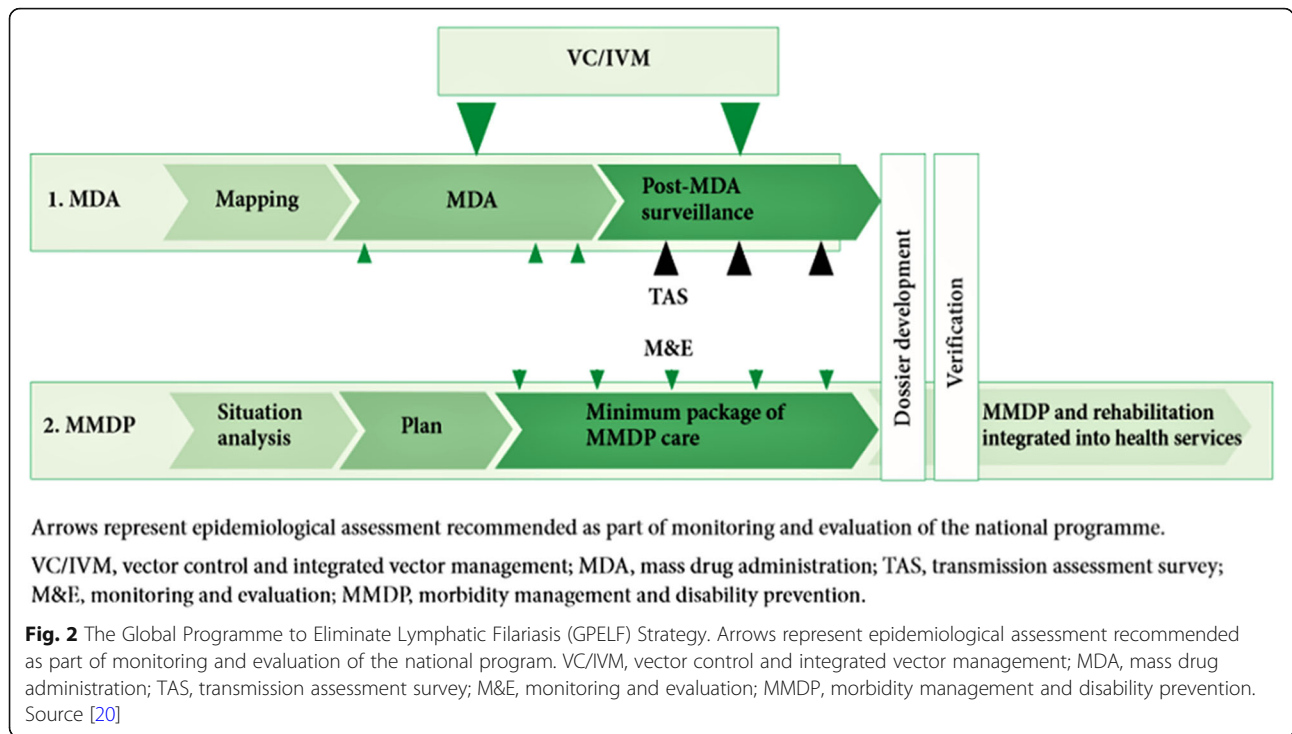 VC/IVM
1. MDA
Mapping
MDA
Post-MDA
surveillance
TAS
M&E
2. MMDP
Situation
analysis
Plan
Minimum package of
MMDP care
Dossier development
Verification
MMDP and rehabilitation
integrated into health services
Arrows represent epidemiological assessment recommended as part of monitoring and evaluation of the national programme.
VC/IVM, vector control and integrated vector management; MDA, mass drug administration; TAS, transmission assessment survey;
M&E, monitoring and evaluation; MMDP, morbidity management and disability prevention.
Fig. 2 The Global Programme to Eliminate Lymphatic Filariasis (GPELF) Strategy. Arrows represent epidemiological assessment recommended
as part of monitoring and evaluation of the national program. VC/IVM, vector control and integrated vector management; MDA, mass drug
administration; TAS, transmission assessment survey; M&E, monitoring and evaluation; MMDP, morbidity management and disability prevention.
Source [20]